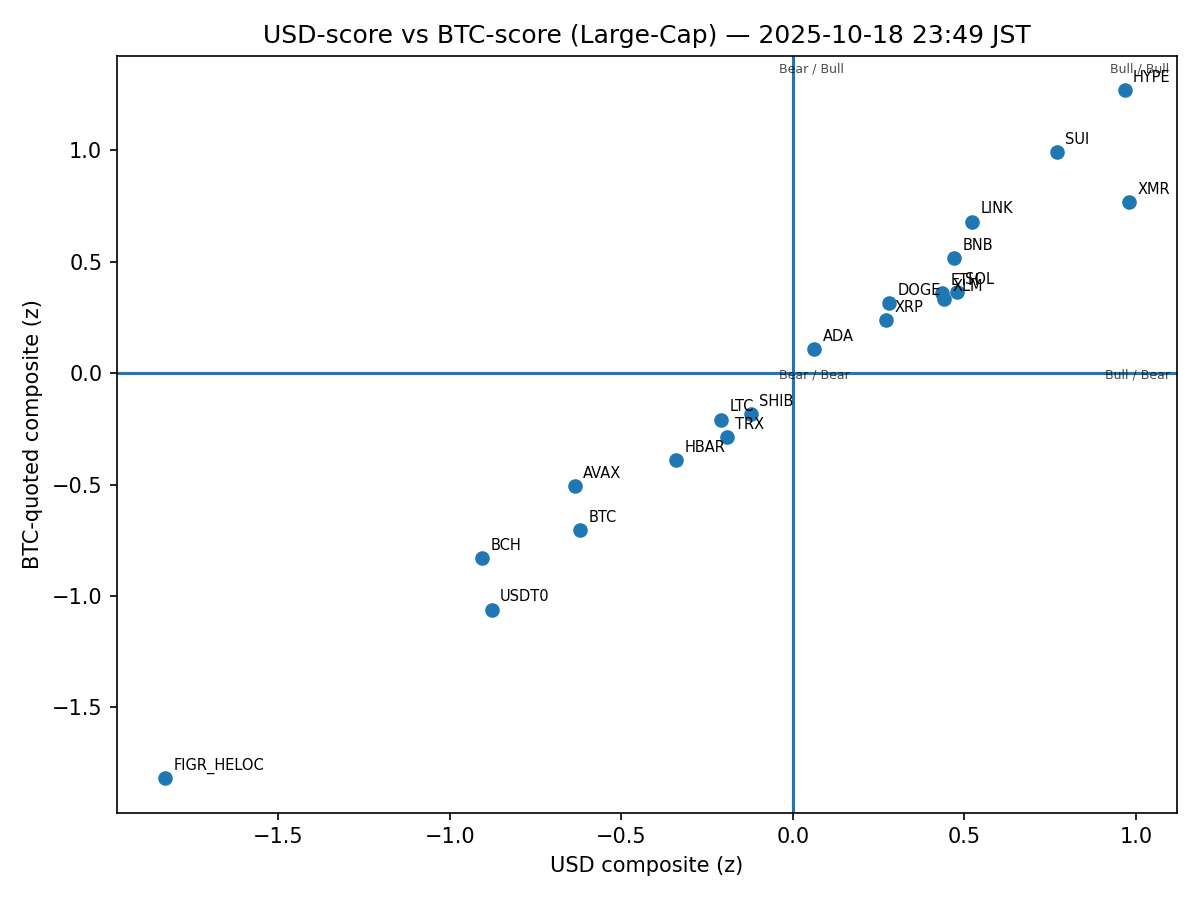 USD-score vs BTC-score (Large-Cap) — 2025-10-18 23:49 JST
Bear / Bull
Bull / Bull
HYPE
SUI
XMR
LINK
BNB
ETH
SOL
XLM
DOGE
XRP
ADA
Bear / Bear
Bull / Bear
SHIB
LTC
TRX
HBAR
AVAX
BTC
BCH
USDT0
FIGR_HELOC
1.0
0.5
0.0
−0.5
−1.0
−1.5
BTC-quoted composite (z)
−1.5
−1.0
−0.5
0.0
0.5
1.0
USD composite (z)